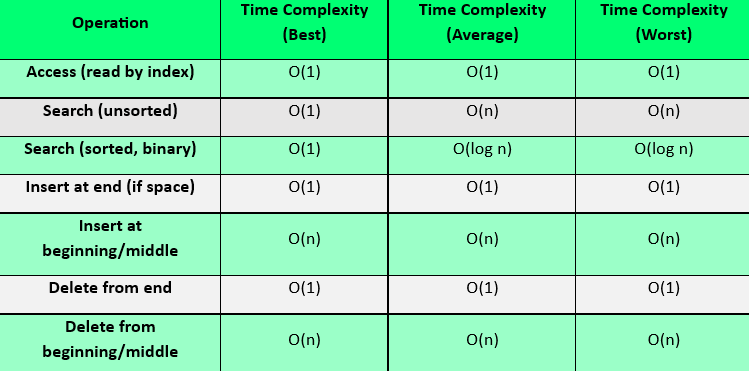 Operation Time Complexity (Best) Time Complexity (Average) Time Complexity (Worst)
Access (read by index) O(1) O(1) O(1)
Search (unsorted) O(1) O(n) O(n)
Search (sorted, binary) O(1) O(log n) O(log n)
Insert at end (if space) O(1) O(1) O(1)
Insert at beginning/middle O(n) O(n) O(n)
Delete from end O(1) O(1) O(1)
Delete from beginning/middle O(n) O(n) O(n)